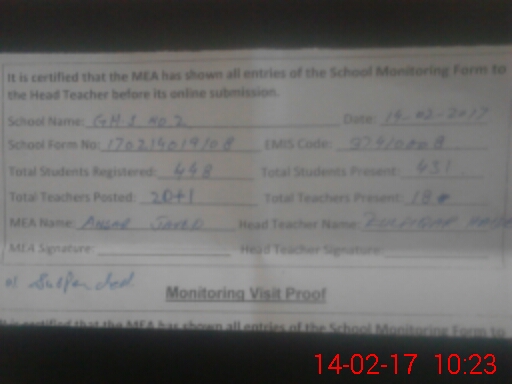 It is certified that the MEA has shown all entries of the School Monitoring Form to
the Head Teacher before its online submission.
School Name: G.H.S No 2 Date: 14-02-2017
School Form No: 170214019108 EMIS Code:
Total Students Registered: 448 Total Students Present: 431
Total Teachers Posted: 20+1 Total Teachers Present: 18
MEA Name: Ansar Javed Head Teacher Name:
MEA Signature: Head Teacher Signature:
01 Suspended
Monitoring Visit Proof
It is certified that the MEA has shown all entries of the School Monitoring Form to
14-02-17 10:23